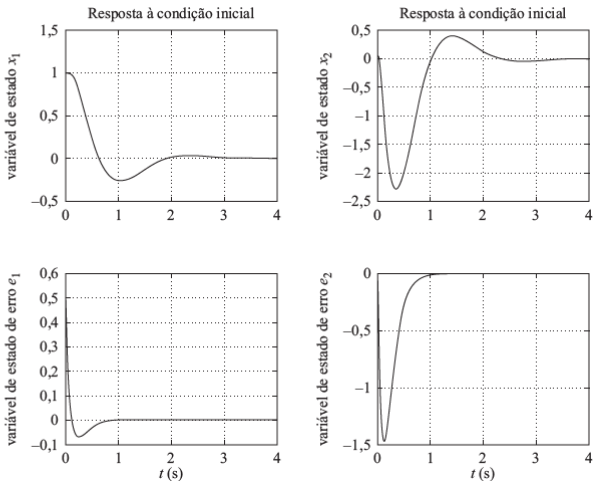 Resposta à condição inicial
variável de estado x₁
1,5
1
0,5
0
–0,5
0 1 2 3 4
Resposta à condição inicial
variável de estado x₂
0,5
0
–0,5
–1
–1,5
–2
–2,5
0 1 2 3 4
variável de estado de erro e₁
0,6
0,5
0,4
0,3
0,2
0,1
0
–0,1
0 1 2 3 4
t (s)
variável de estado de erro e₂
0
–0,5
–1
–1,5
0 1 2 3 4
t (s)